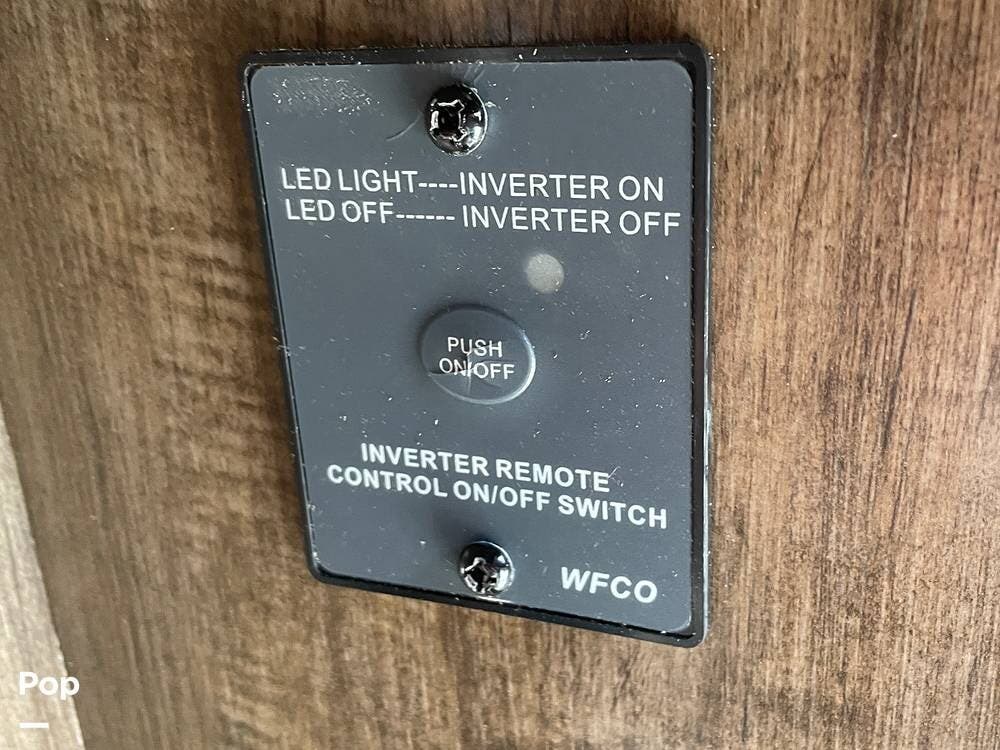 LED LIGHT----INVERTER ON
LED OFF------ INVERTER OFF
PUSH
ON/OFF
INVERTER REMOTE
CONTROL ON/OFF SWITCH
WFCO
Pop